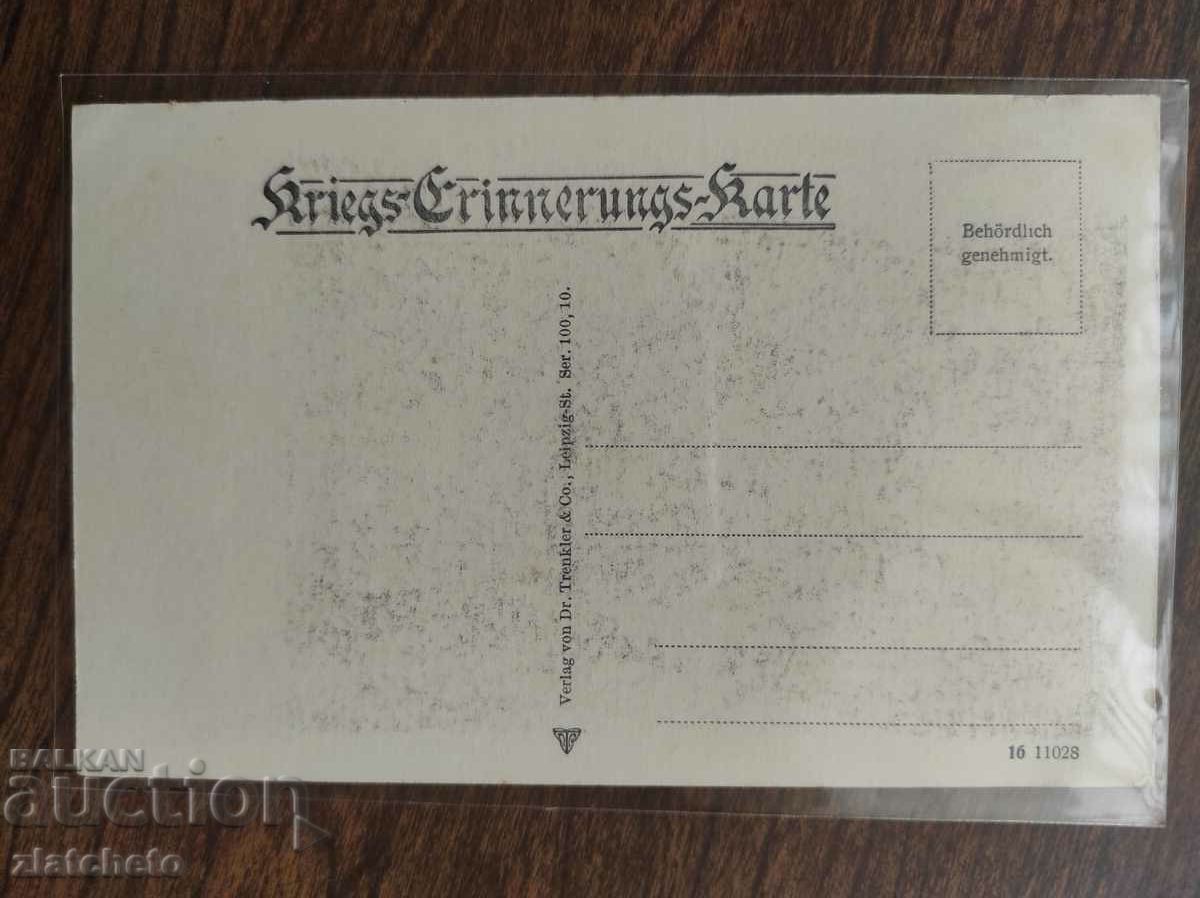 Kriegs-Erinnerungs-Karte
Behördlich
genehmigt.
Verlag von Dr. Trenkler & Co., Leipzig-St. Ser. 100, 10.
16 11028
BALKAN
auction
zlatcheto